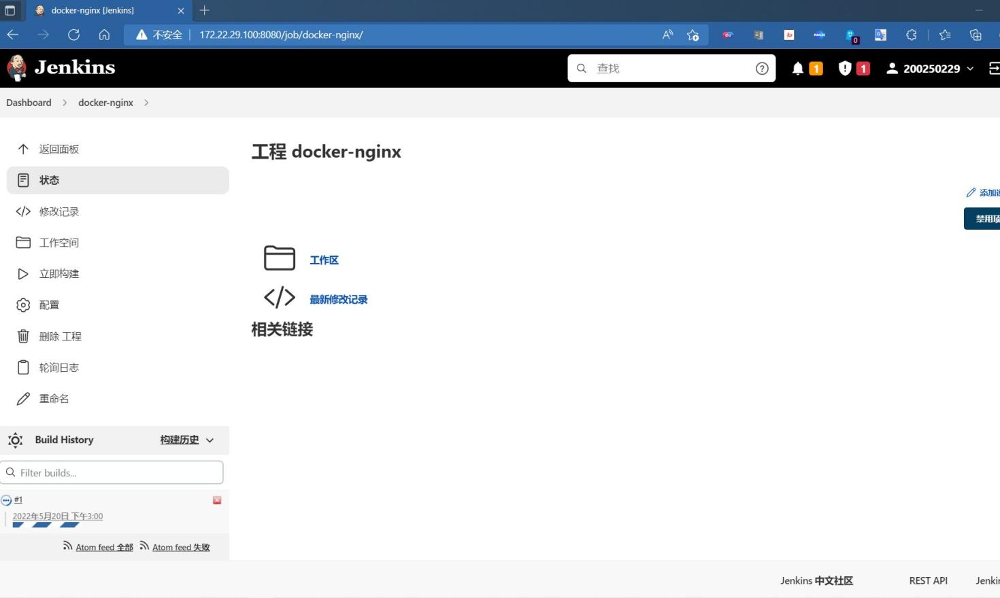 docker-nginx [Jenkins]
不安全 172.22.29.100:8080/job/docker-nginx/
0
Jenkins
查找
1
1
200250229
Dashboard
docker-nginx
返回面板
状态
修改记录
工作空间
立即构建
配置
删除 工程
轮询日志
重命名
工程 docker-nginx
添加
禁用
工作区
最新修改记录
相关链接
Build History
构建历史
Filter builds...
#1
2022年5月20日 下午3:00
Atom feed 全部
Atom feed 失败
Jenkins 中文社区
REST API
Jenki